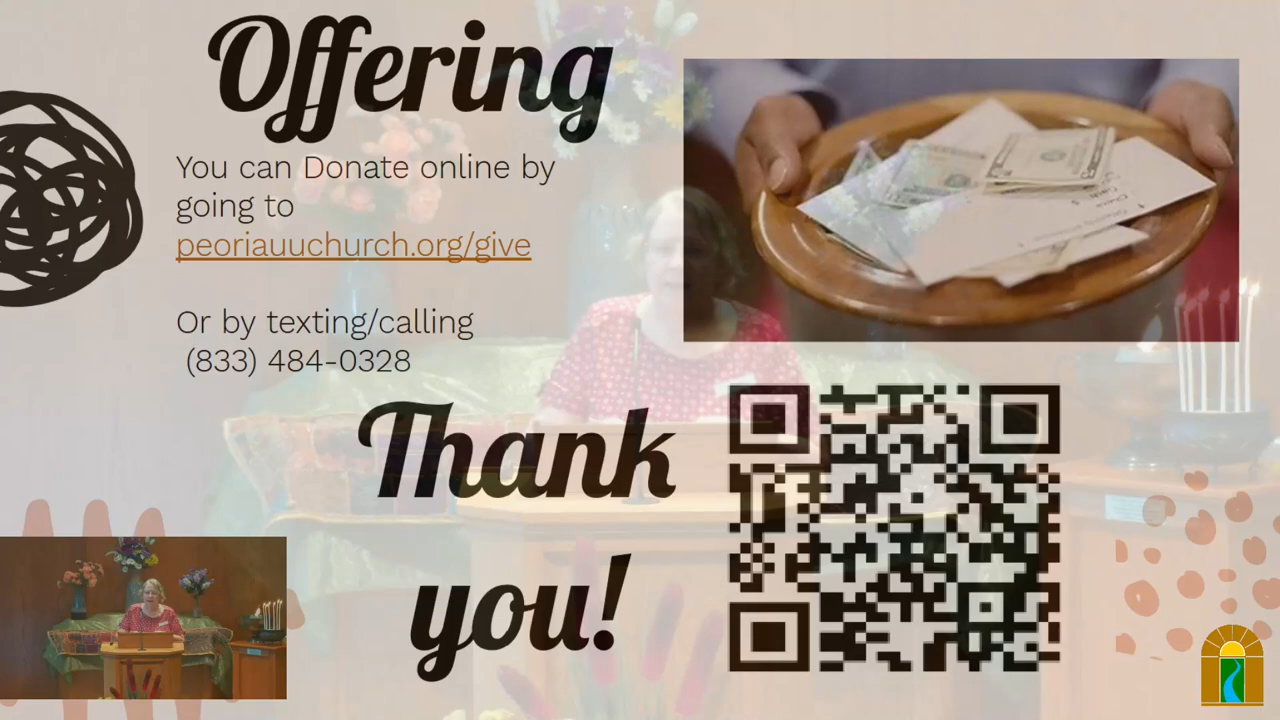 Offering
You can Donate online by
going to
peoriauuchurch.org/give
Or by texting/calling
(833) 484-0328
Thank
you!